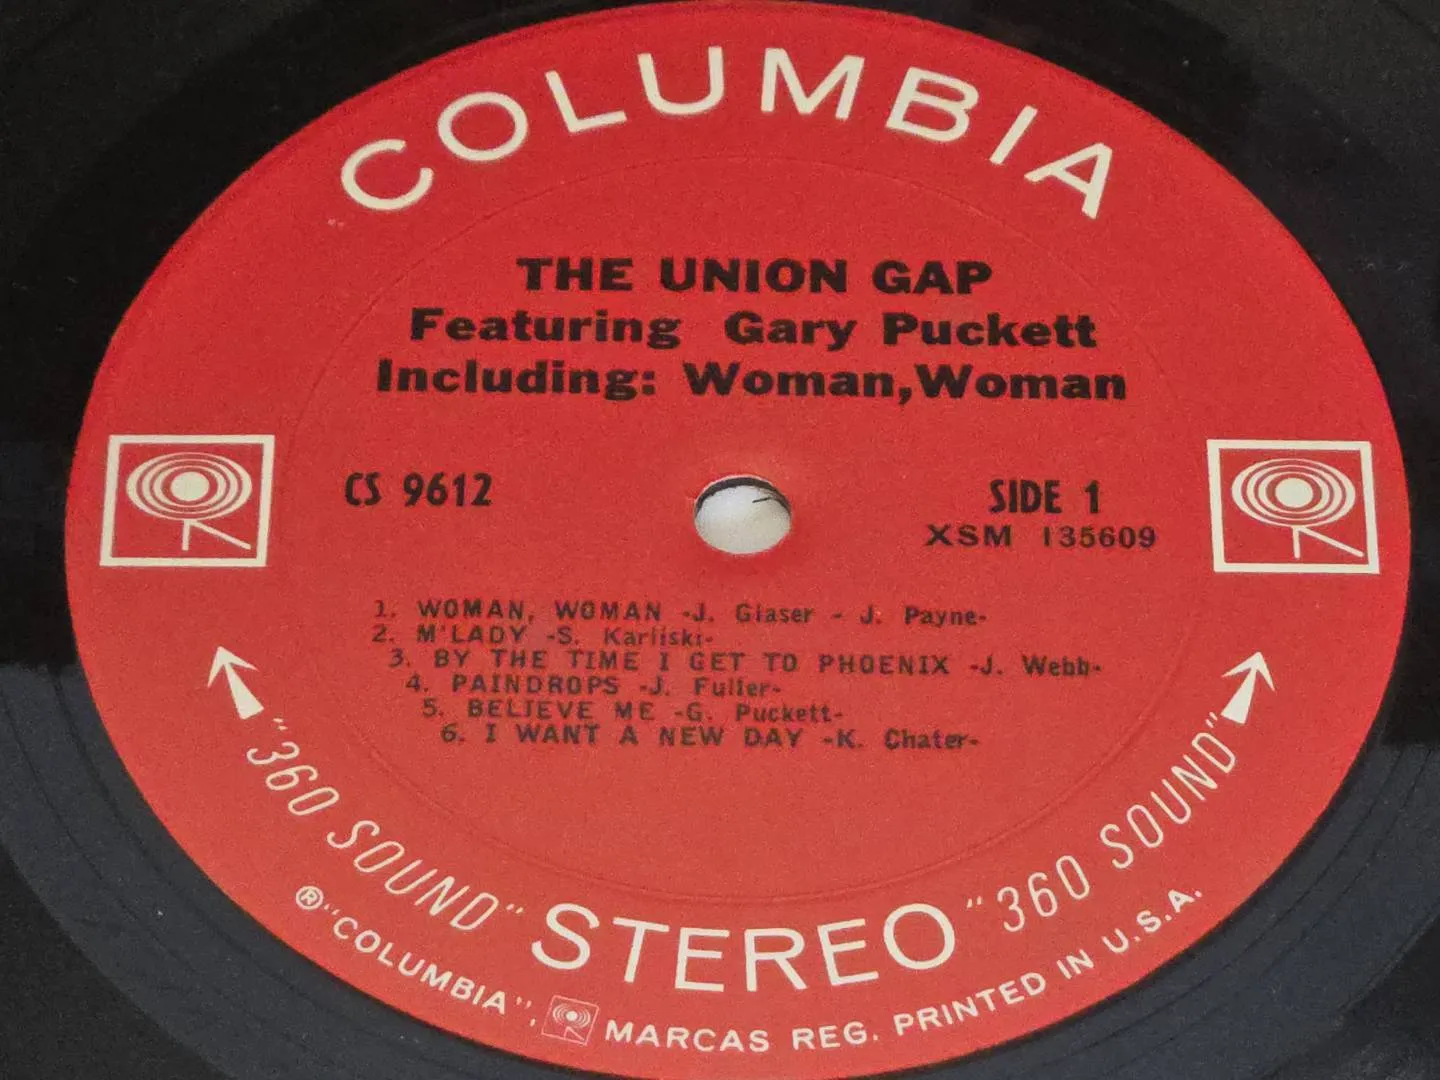 COLUMBIA
THE UNION GAP
Featuring Gary Puckett
Including: Woman,Woman
CS 9612
SIDE 1
XSM 135609
1. WOMAN, WOMAN -J. Glaser - J. Payne-
2. M'LADY -S. Karliski-
3. BY THE TIME I GET TO PHOENIX -J. Webb-
4. PAINDROPS -J. Fuller-
5. BELIEVE ME -G. Puckett-
6. I WANT A NEW DAY -K. Chater-
"360 SOUND" STEREO "360 SOUND"
® "COLUMBIA", MARCAS REG. PRINTED IN U.S.A.